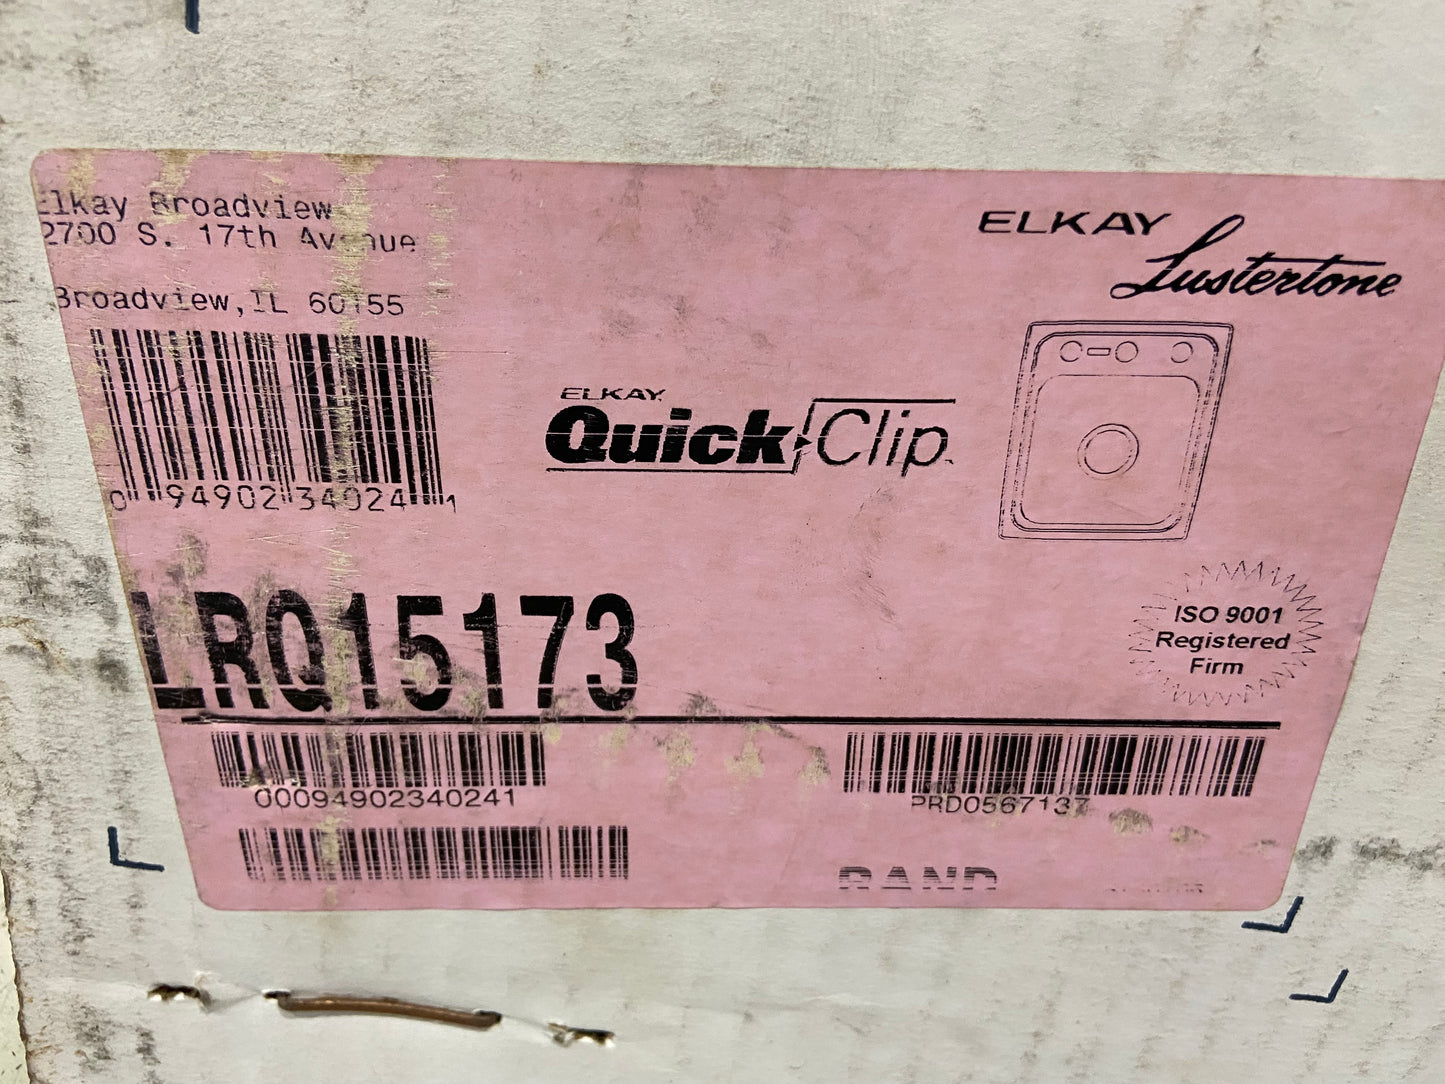 Elkay Broadview
2700 S. 17th Avenue
Broadview,IL 60155
0 94902 34024 1
ELKAY
Lustertone
ELKAY
Quick Clip
LRQ15173
ISO 9001
Registered
Firm
00094902340241
PRD0567137
RAND